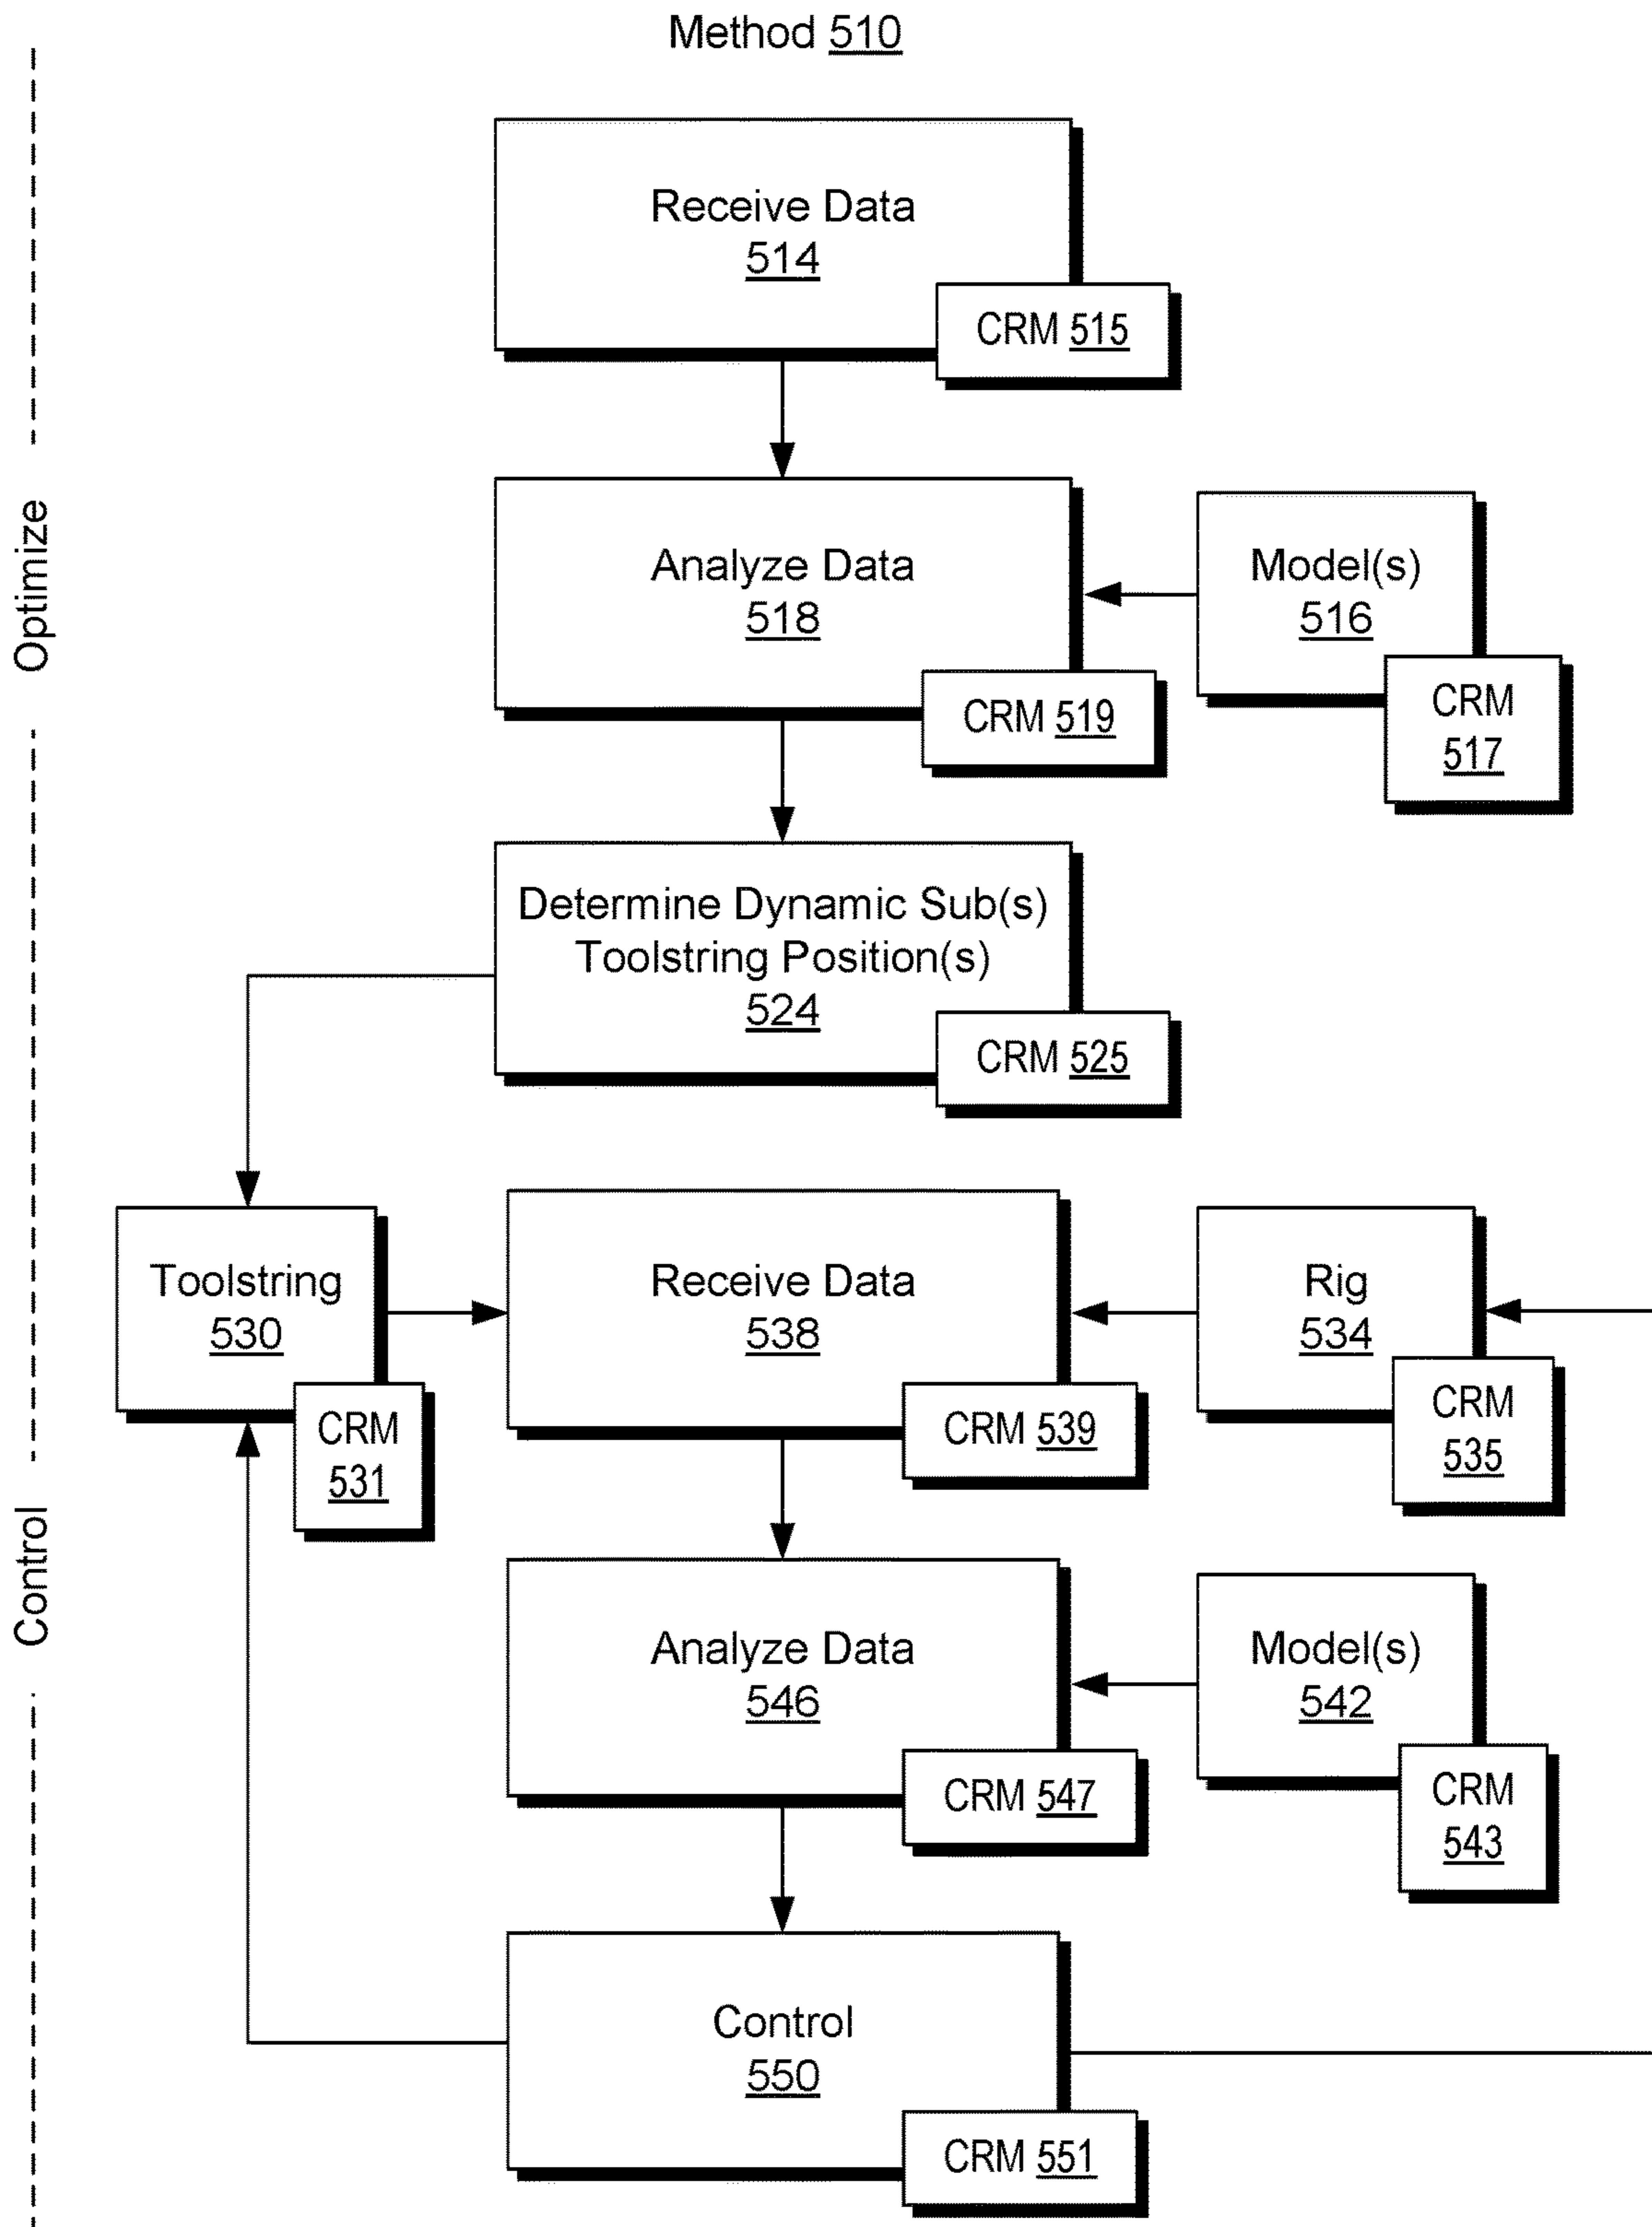 Method 510
Receive Data
514
CRM 515
Optimize
Analyze Data
518
CRM 519
Model(s)
516
CRM
517
Determine Dynamic Sub(s)
Toolstring Position(s)
524
CRM 525
Toolstring
530
CRM
531
Receive Data
538
CRM 539
Rig
534
CRM
535
Control
Analyze Data
546
CRM 547
Model(s)
542
CRM
543
Control
550
CRM 551